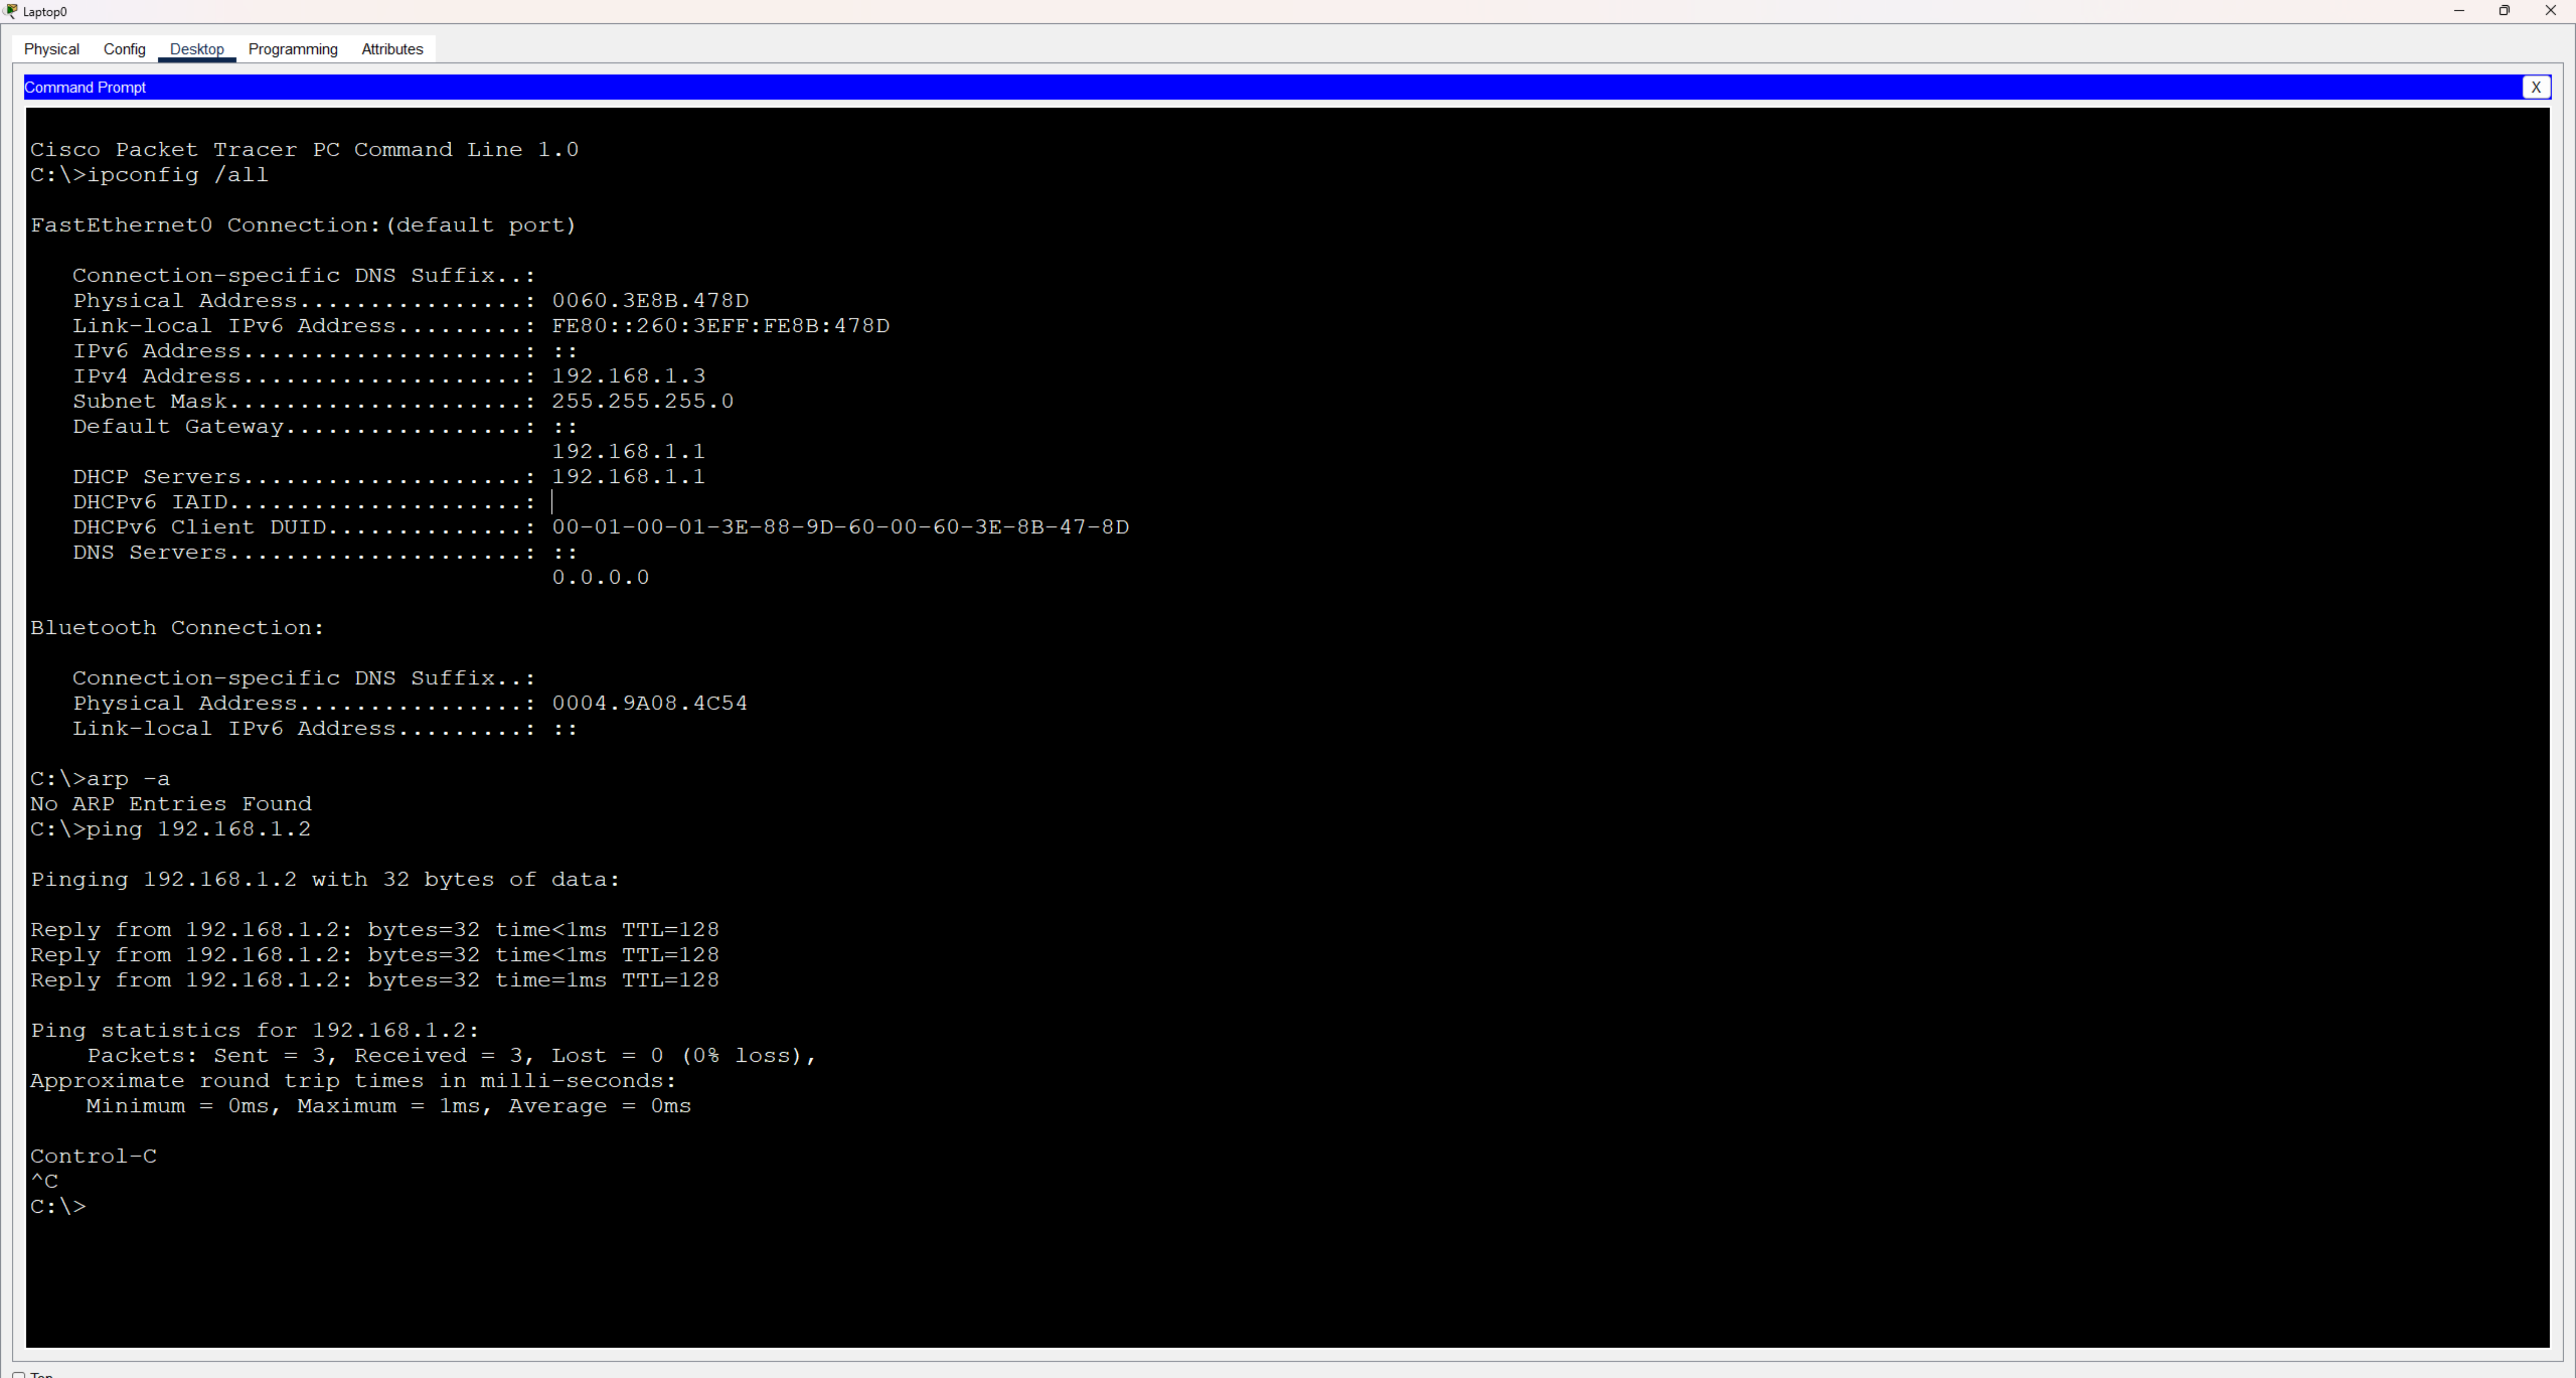 Laptop0
Physical Config Desktop Programming Attributes
Command Prompt X
Cisco Packet Tracer PC Command Line 1.0
C:\>ipconfig /all
FastEthernet0 Connection:(default port)
Connection-specific DNS Suffix..:
Physical Address................: 0060.3E8B.478D
Link-local IPv6 Address.........: FE80::260:3EFF:FE8B:478D
IPv6 Address....................: ::
IPv4 Address....................: 192.168.1.3
Subnet Mask.....................: 255.255.255.0
Default Gateway.................: ::
192.168.1.1
DHCP Servers....................: 192.168.1.1
DHCPv6 IAID.....................:
DHCPv6 Client DUID..............: 00-01-00-01-3E-88-9D-60-00-60-3E-8B-47-8D
DNS Servers.....................: ::
0.0.0.0
Bluetooth Connection:
Connection-specific DNS Suffix..:
Physical Address................: 0004.9A08.4C54
Link-local IPv6 Address.........: ::
C:\>arp -a
No ARP Entries Found
C:\>ping 192.168.1.2
Pinging 192.168.1.2 with 32 bytes of data:
Reply from 192.168.1.2: bytes=32 time<1ms TTL=128
Reply from 192.168.1.2: bytes=32 time<1ms TTL=128
Reply from 192.168.1.2: bytes=32 time=1ms TTL=128
Ping statistics for 192.168.1.2:
Packets: Sent = 3, Received = 3, Lost = 0 (0% loss),
Approximate round trip times in milli-seconds:
Minimum = 0ms, Maximum = 1ms, Average = 0ms
Control-C
^C
C:\>